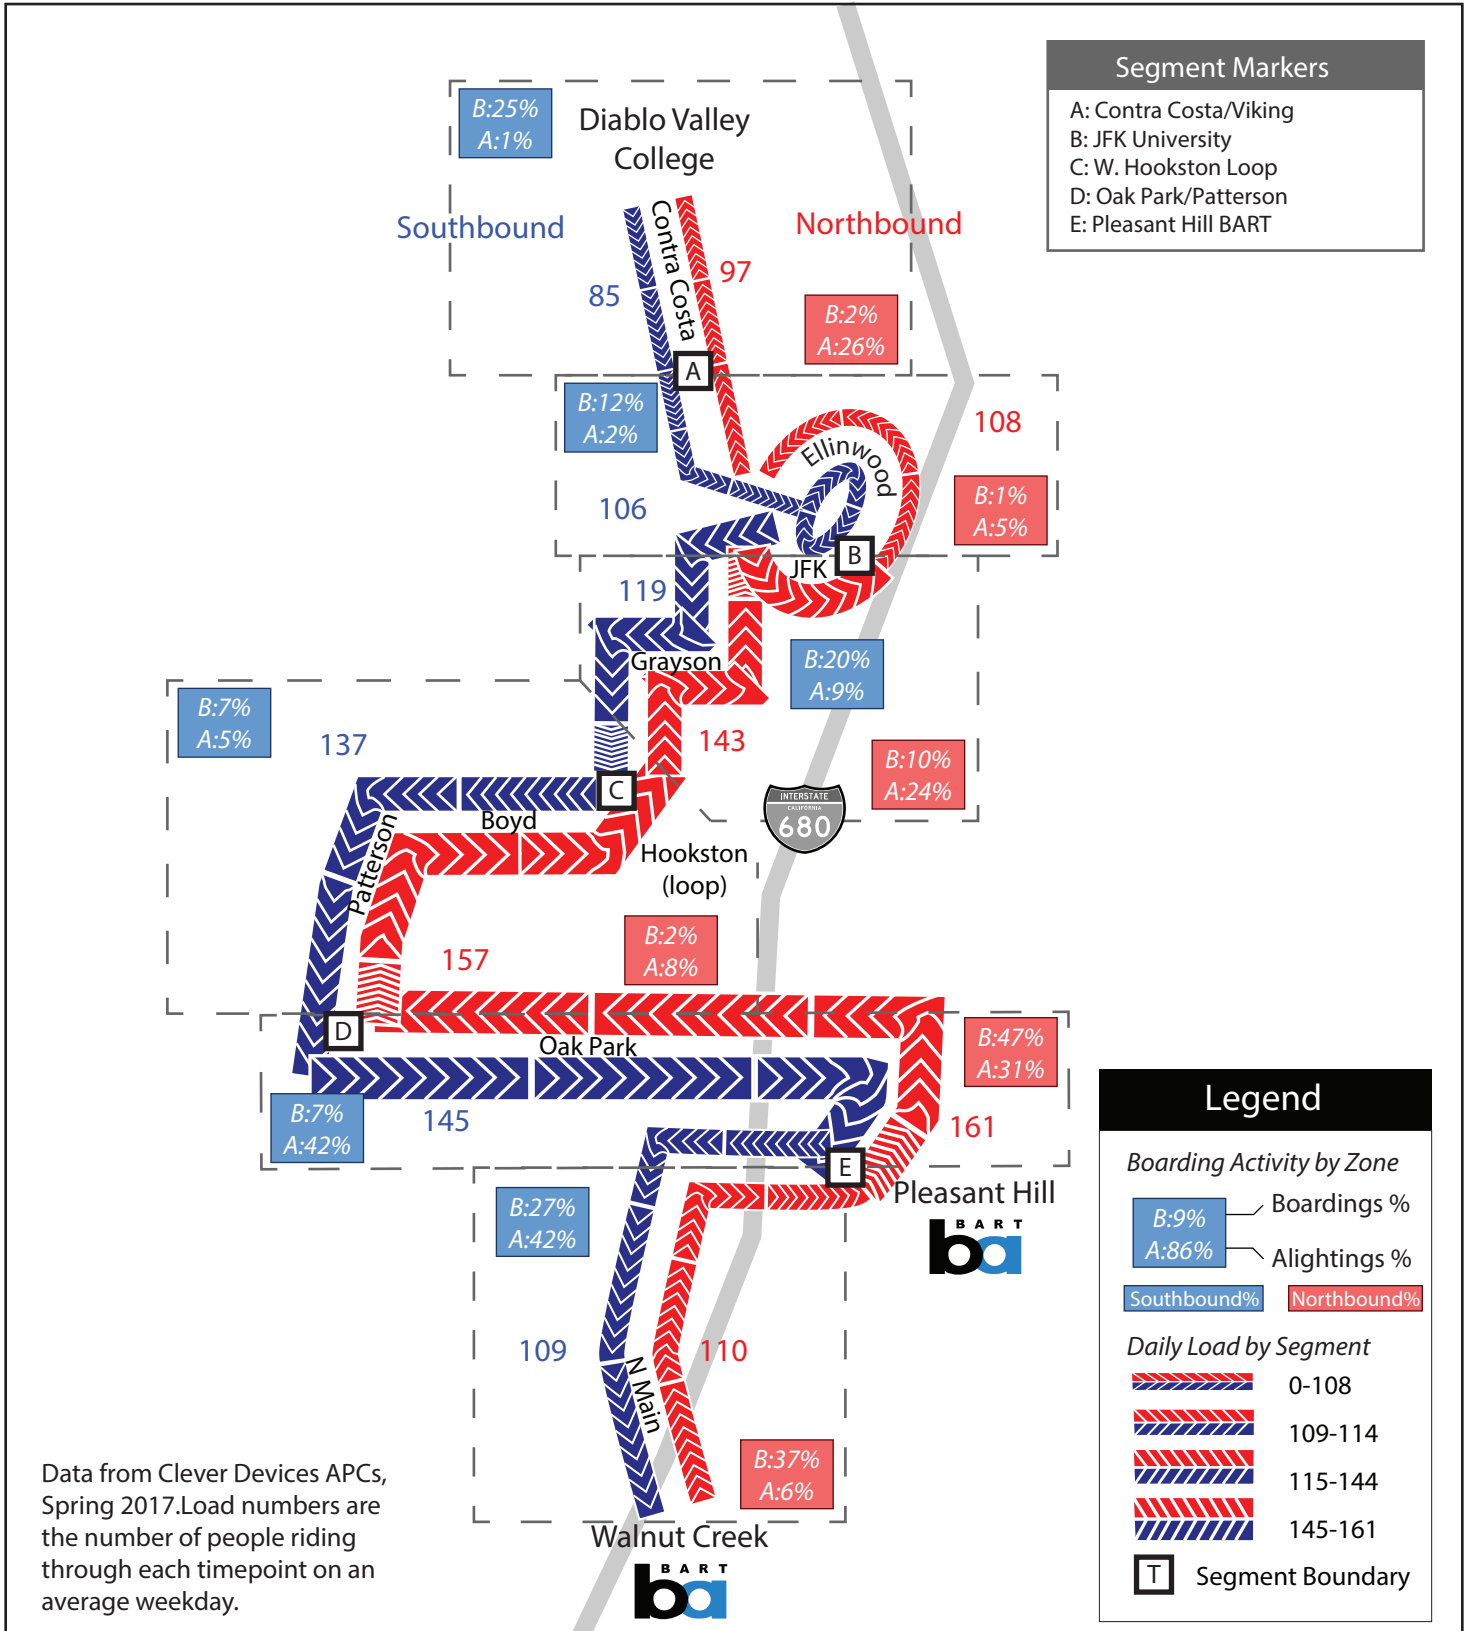 Segment Markers
A: Contra Costa/Viking
B: JFK University
C: W. Hookston Loop
D: Oak Park/Patterson
E: Pleasant Hill BART
B:25%
A:1%
Diablo Valley
College
Southbound
Northbound
Contra Costa
97
85
B:2%
A:26%
A
B:12%
A:2%
108
Ellinwood
B:1%
A:5%
106
B
JFK
119
Grayson
B:20%
A:9%
B:7%
A:5%
137
143
B:10%
A:24%
C
INTERSTATE
CALIFORNIA
680
Boyd
Patterson
Hookston
(loop)
B:2%
A:8%
157
D
Oak Park
B:47%
A:31%
B:7%
A:42%
145
161
E
Pleasant Hill
BART
ba
B:27%
A:42%
109
110
N Main
B:37%
A:6%
Walnut Creek
BART
ba
Data from Clever Devices APCs,
Spring 2017.Load numbers are
the number of people riding
through each timepoint on an
average weekday.
Legend
Boarding Activity by Zone
B:9%
A:86%
Boardings %
Alightings %
Southbound%
Northbound%
Daily Load by Segment
0-108
109-114
115-144
145-161
T
Segment Boundary